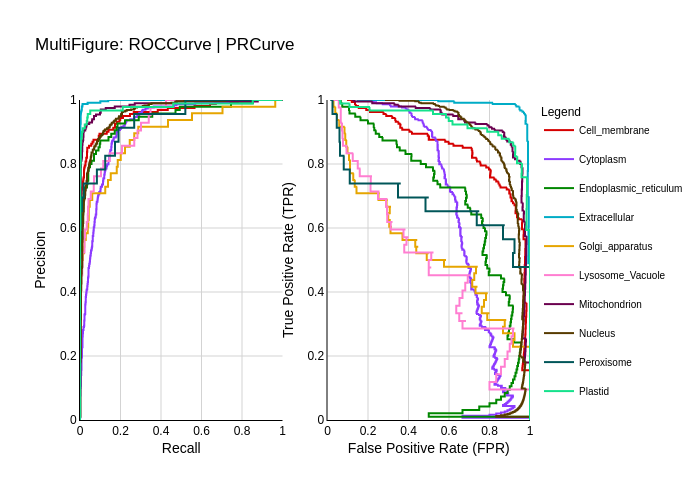 MultiFigure: ROCCurve | PRCurve
Precision
1
0.8
0.6
0.4
0.2
0
0 0.2 0.4 0.6 0.8 1
Recall
True Positive Rate (TPR)
1
0.8
0.6
0.4
0.2
0
0 0.2 0.4 0.6 0.8 1
False Positive Rate (FPR)
Legend
Cell_membrane
Cytoplasm
Endoplasmic_reticulum
Extracellular
Golgi_apparatus
Lysosome_Vacuole
Mitochondrion
Nucleus
Peroxisome
Plastid